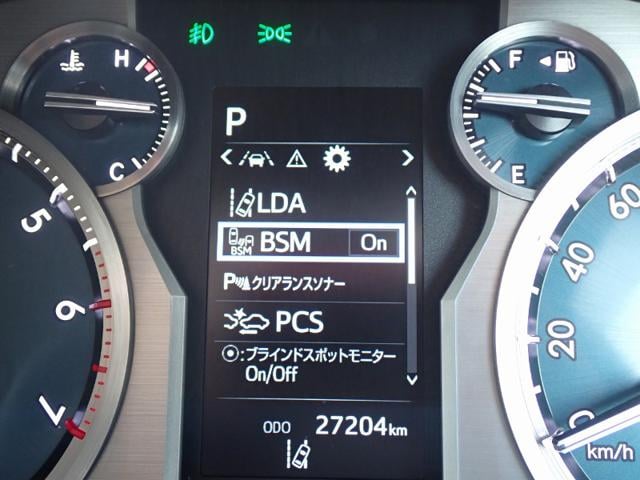 H
C
F
E
P
LDA
BSM
BSM On
クリアランスソナー
PCS
:ブラインドスポットモニター
On/Off
ODO 27204km
5
6
7
60
40
20
0
km/h